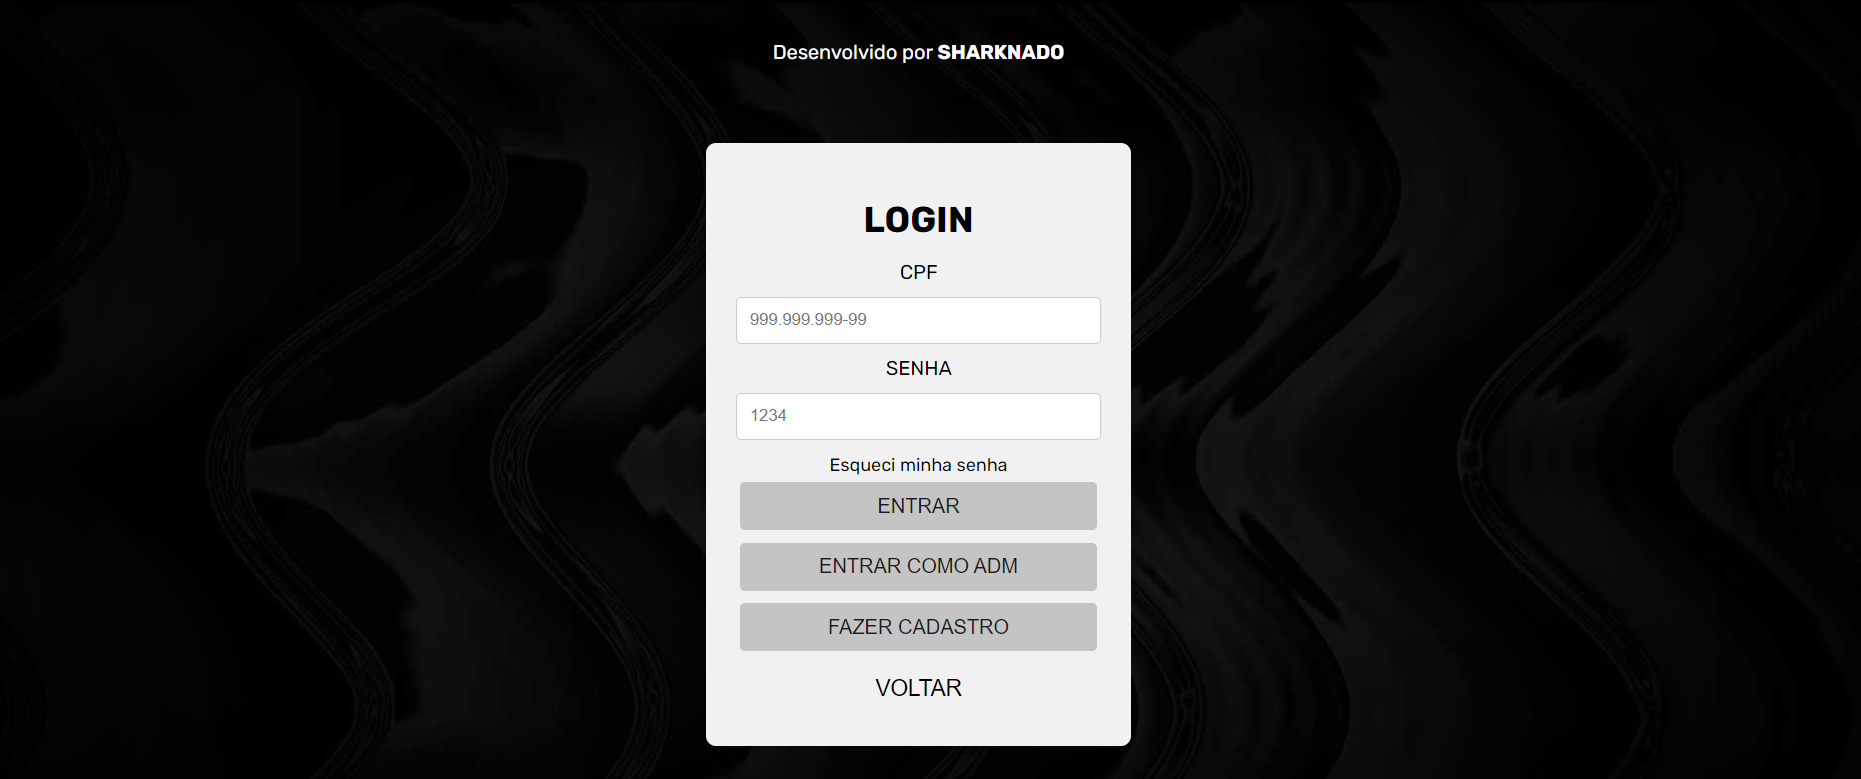 Desenvolvido por SHARKNADO
LOGIN
CPF
999.999.999-99
SENHA
1234
Esqueci minha senha
ENTRAR
ENTRAR COMO ADM
FAZER CADASTRO
VOLTAR